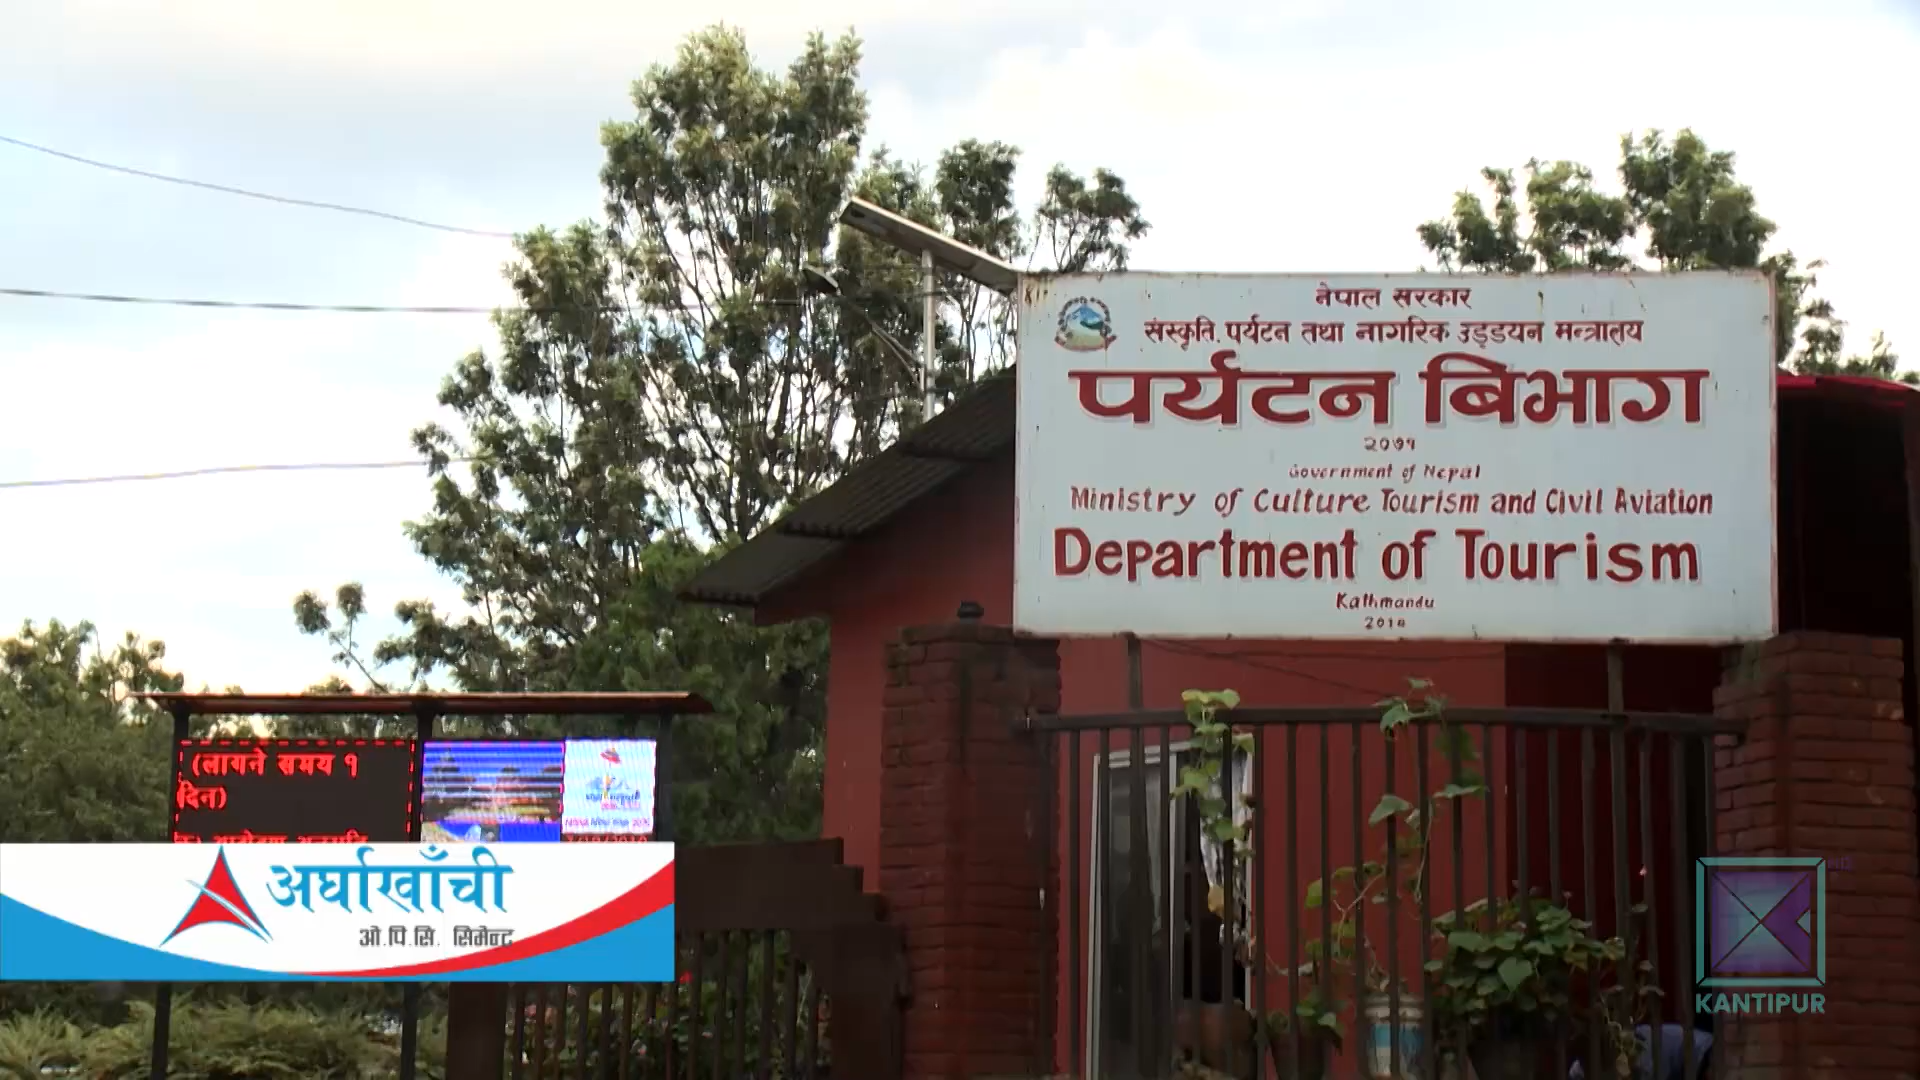 नेपाल सरकार
संस्कृति, पर्यटन तथा नागरिक उड्डयन मन्त्रालय
पर्यटन बिभाग
२०७१
Government of Nepal
Ministry of Culture Tourism and Civil Aviation
Department of Tourism
Kathmandu
2014
(लागने समय १
दिन)
अर्घाखाँची
ओ.पि.सि. सिमेन्ट
KANTIPUR